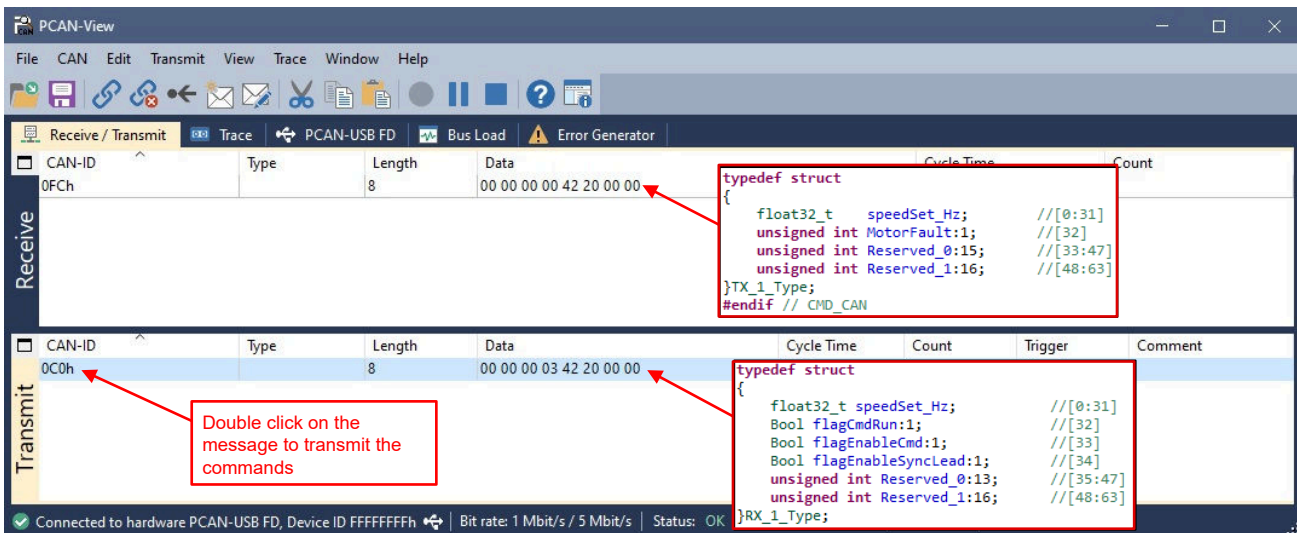 PCAN-View
File CAN Edit Transmit View Trace Window Help
Receive / Transmit Trace PCAN-USB FD Bus Load Error Generator
CAN-ID Type Length Data Cycle Time Count
0FCh 8 00 00 00 00 42 20 00 00
Receive
typedef struct
{
float32_t speedSet_Hz; //[0:31]
unsigned int MotorFault:1; //[32]
unsigned int Reserved_0:15; //[33:47]
unsigned int Reserved_1:16; //[48:63]
}TX_1_Type;
#endif // CMD_CAN
CAN-ID Type Length Data Cycle Time Count Trigger Comment
0C0h 8 00 00 00 03 42 20 00 00
Transmit
Double click on the
message to transmit the
commands
typedef struct
{
float32_t speedSet_Hz; //[0:31]
Bool flagCmdRun:1; //[32]
Bool flagEnableCmd:1; //[33]
Bool flagEnableSyncLead:1; //[34]
unsigned int Reserved_0:13; //[35:47]
unsigned int Reserved_1:16; //[48:63]
}RX_1_Type;
Connected to hardware PCAN-USB FD, Device ID FFFFFFFFh Bit rate: 1 Mbit/s / 5 Mbit/s Status: OK